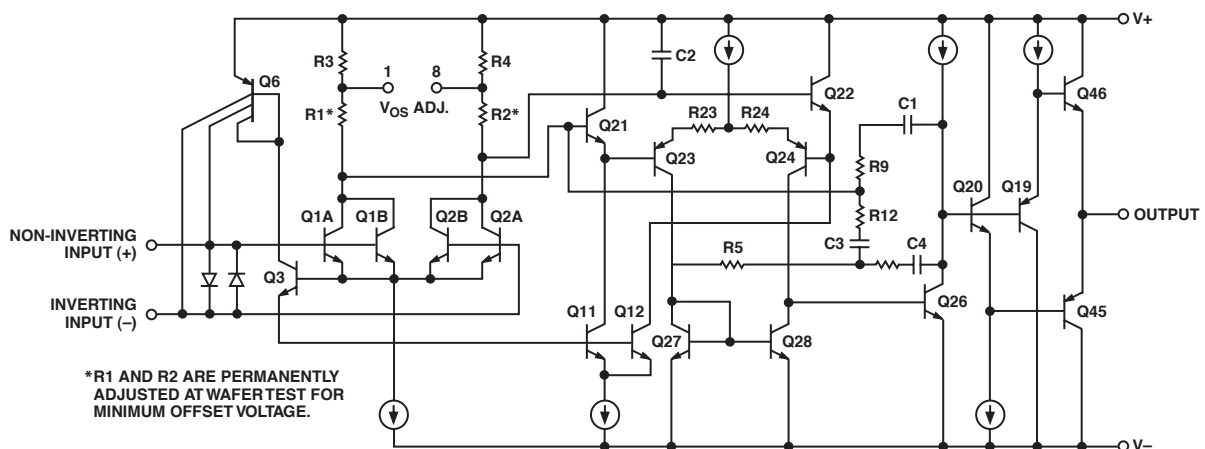 V+
R3
R4
C2
Q6
1
8
V_OS ADJ.
R1*
R2*
Q22
Q46
R23
R24
C1
Q21
Q23
Q24
R9
Q20
Q19
Q1A
Q1B
Q2B
Q2A
R12
OUTPUT
NON-INVERTING
INPUT (+)
C3
C4
R5
Q3
INVERTING
INPUT (–)
Q11
Q12
Q27
Q28
Q26
Q45
*R1 AND R2 ARE PERMANENTLY
ADJUSTED AT WAFER TEST FOR
MINIMUM OFFSET VOLTAGE.
V–